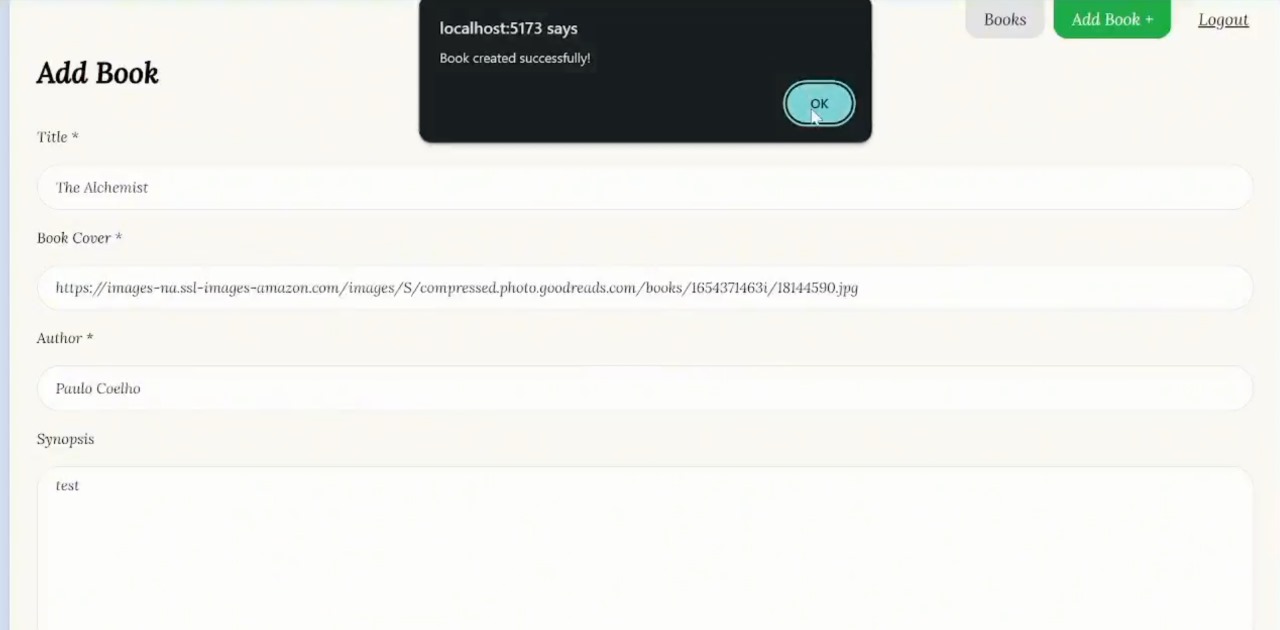 localhost:5173 says
Book created successfully!
OK
Books
Add Book +
Logout
Add Book
Title *
The Alchemist
Book Cover *
https://images-na.ssl-images-amazon.com/images/S/compressed.photo.goodreads.com/books/1654371463i/18144590.jpg
Author *
Paulo Coelho
Synopsis
test